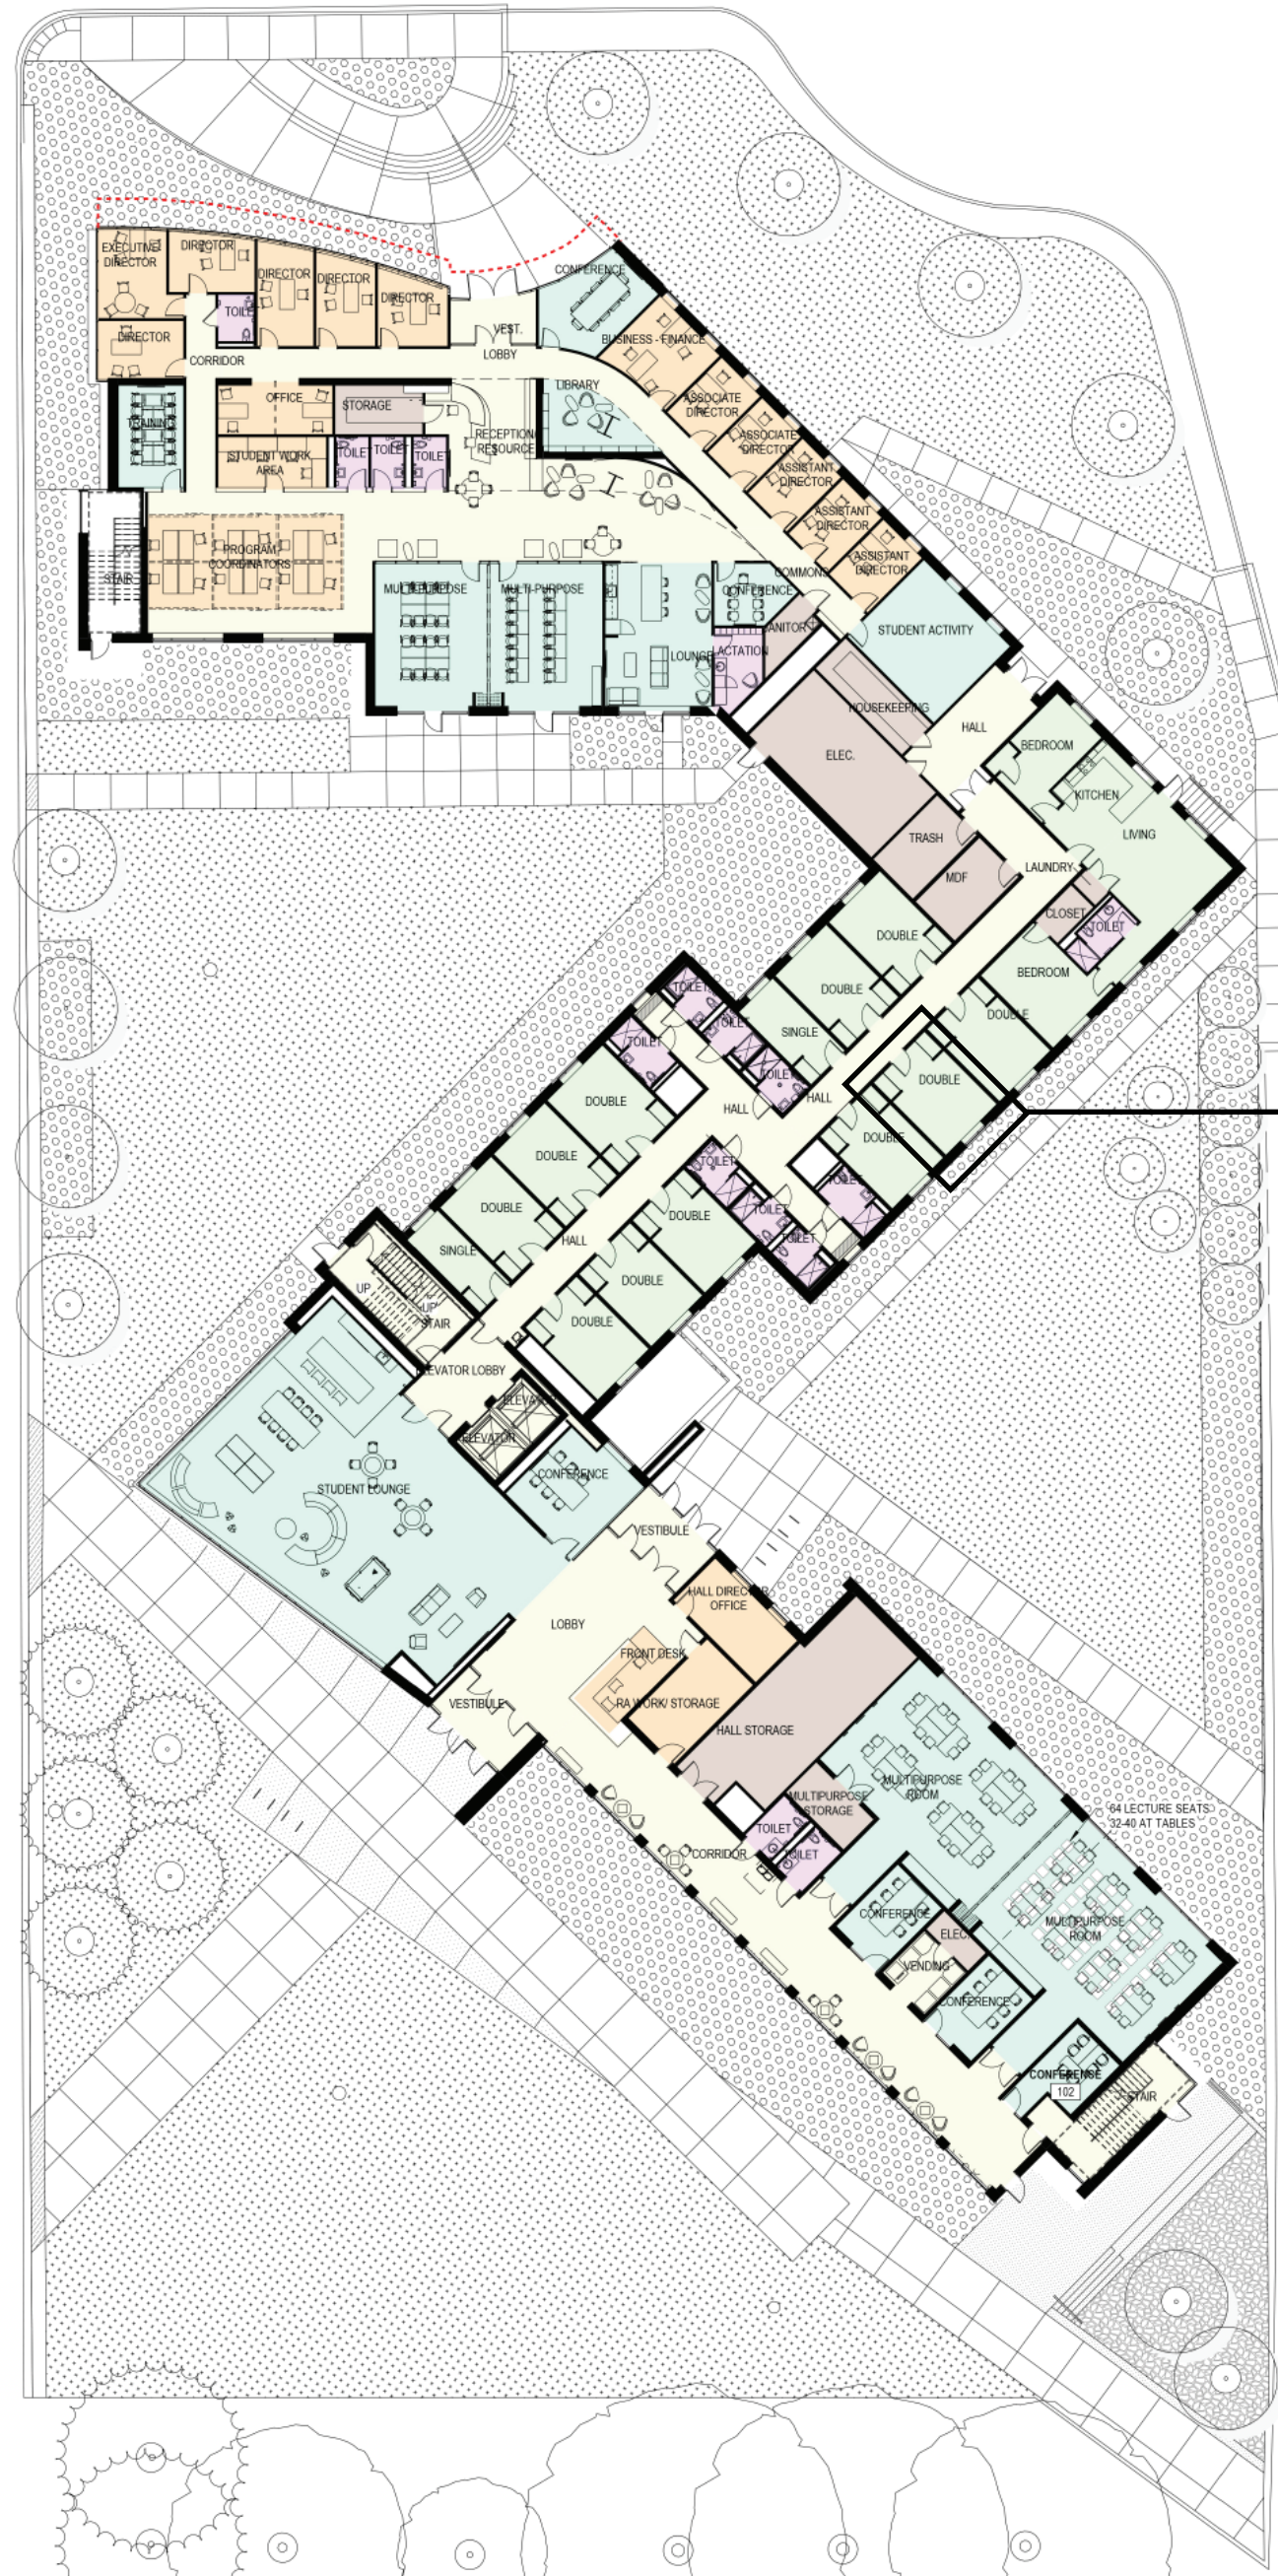 EXECUTIVE
DIRECTOR
DIRECTOR
DIRECTOR
DIRECTOR
DIRECTOR
TOILET
DIRECTOR
CORRIDOR
VEST.
LOBBY
CONFERENCE
BUSINESS - FINANCE
LIBRARY
ASSOCIATE
DIRECTOR
ASSOCIATE
DIRECTOR
ASSISTANT
DIRECTOR
ASSISTANT
DIRECTOR
ASSISTANT
DIRECTOR
OFFICE
STORAGE
TRAINING
RECEPTION/
RESOURCE
STUDENT WORK
AREA
TOILET
TOILET
TOILET
STAIR
PROGRAM
COORDINATORS
MULTI-PURPOSE
MULTI-PURPOSE
COMMONS
CONFERENCE
JANITOR
LACTATION
LOUNGE
STUDENT ACTIVITY
HOUSEKEEPING
HALL
ELEC.
BEDROOM
KITCHEN
LIVING
TRASH
MDF
LAUNDRY
CLOSET
TOILET
BEDROOM
DOUBLE
DOUBLE
SINGLE
DOUBLE
DOUBLE
DOUBLE
TOILET
TOILET
TOILET
TOILET
HALL
HALL
DOUBLE
DOUBLE
DOUBLE
SINGLE
TOILET
TOILET
TOILET
TOILET
DOUBLE
DOUBLE
DOUBLE
HALL
UP
UP
STAIR
ELEVATOR LOBBY
ELEVATOR
ELEVATOR
CONFERENCE
STUDENT LOUNGE
VESTIBULE
HALL DIRECTOR
OFFICE
LOBBY
FRONT DESK
RA WORK/ STORAGE
VESTIBULE
HALL STORAGE
MULTIPURPOSE
ROOM
MULTIPURPOSE
STORAGE
64 LECTURE SEATS
32-40 AT TABLES
TOILET
TOILET
CORRIDOR
CONFERENCE
ELEC.
MULTIPURPOSE
ROOM
VENDING
CONFERENCE
CONFERENCE
102
STAIR